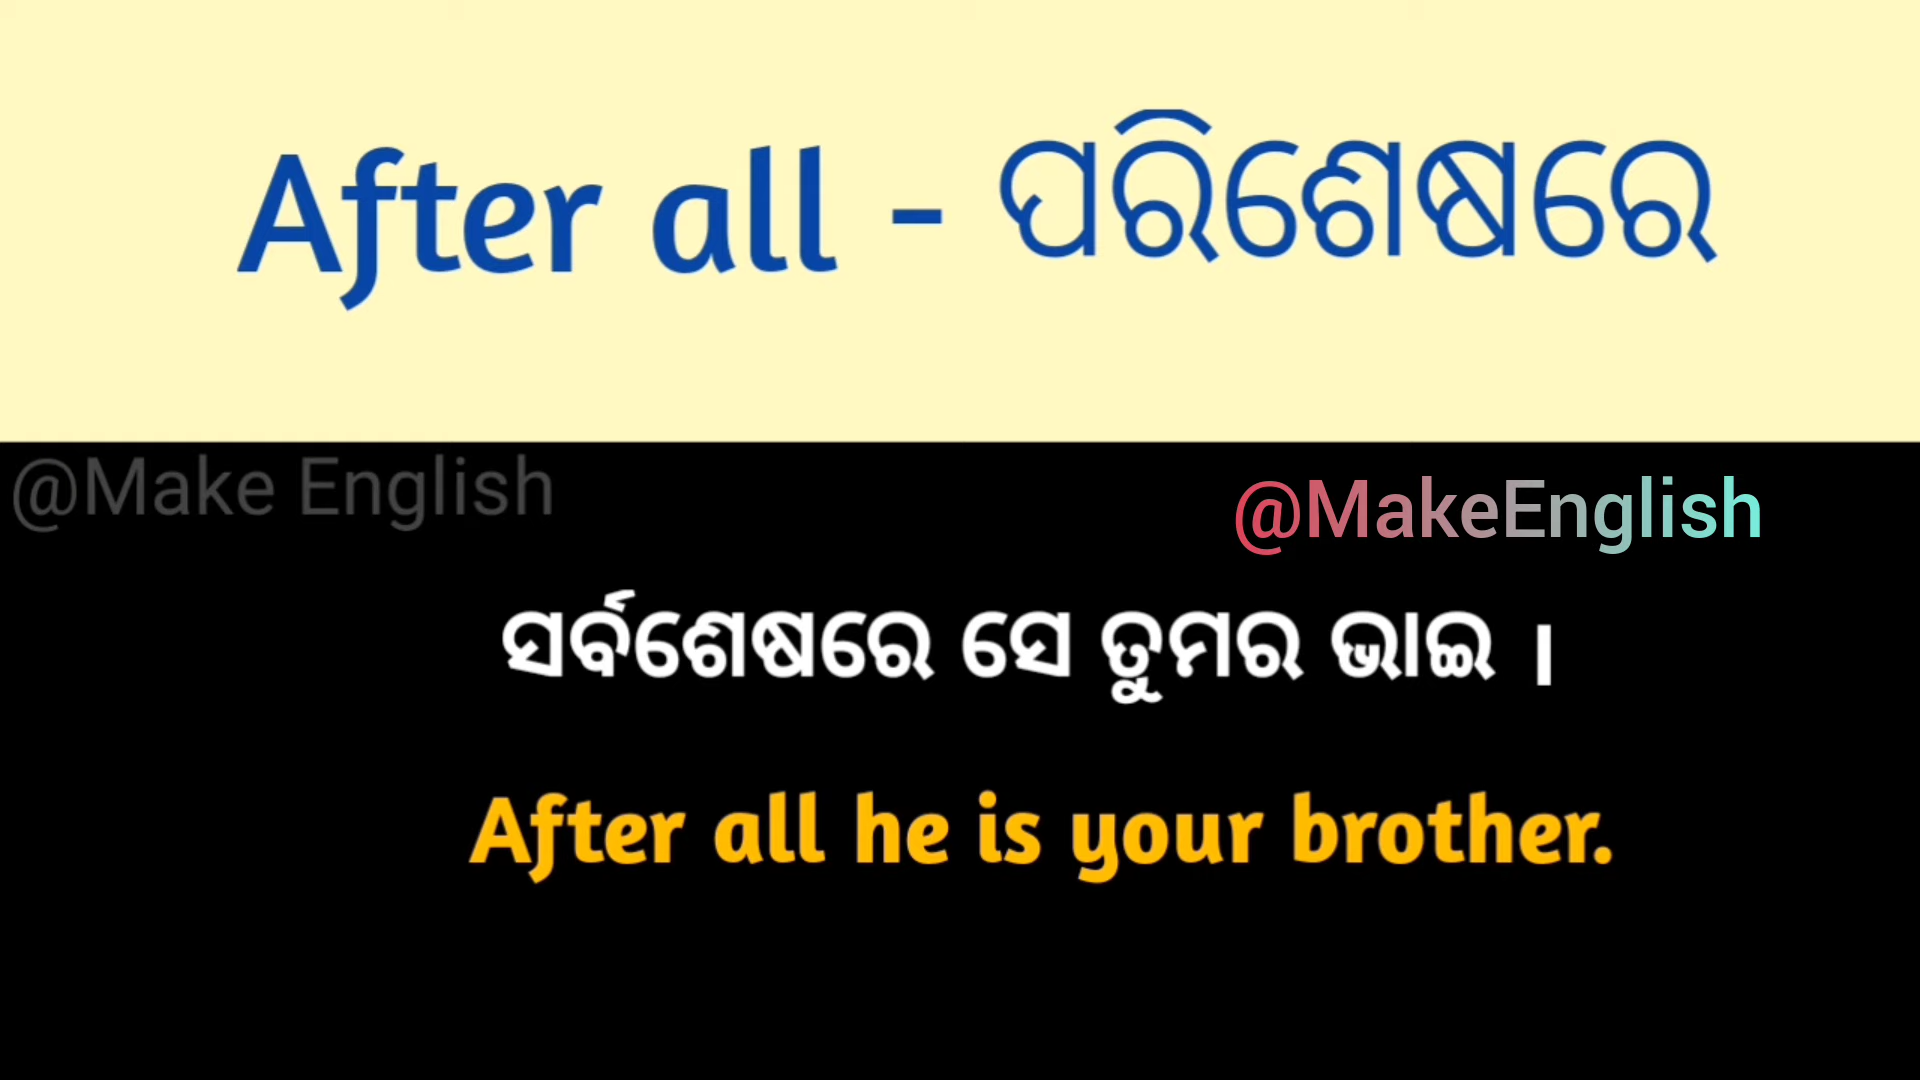 After all - ପରିଶେଷରେ
@Make English
@MakeEnglish
ସର୍ବଶେଷରେ ସେ ତୁମର ଭାଇ ।
After all he is your brother.